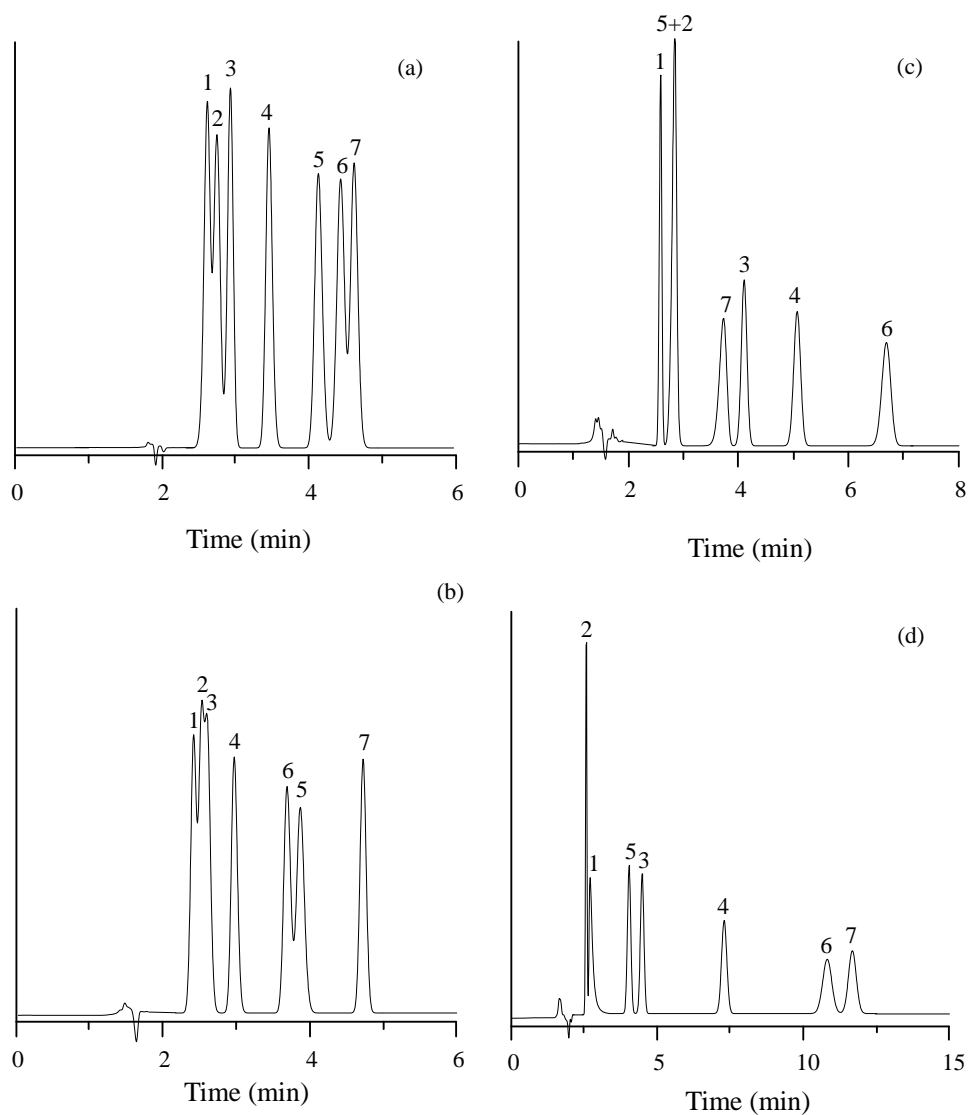 (a)
1 2 3 4 5 6 7
0 2 4 6
Time (min)
(c)
1 5+2 7 3 4 6
0 2 4 6 8
Time (min)
(b)
1 2 3 4 6 5 7
0 2 4 6
Time (min)
(d)
2 1 5 3 4 6 7
0 5 10 15
Time (min)